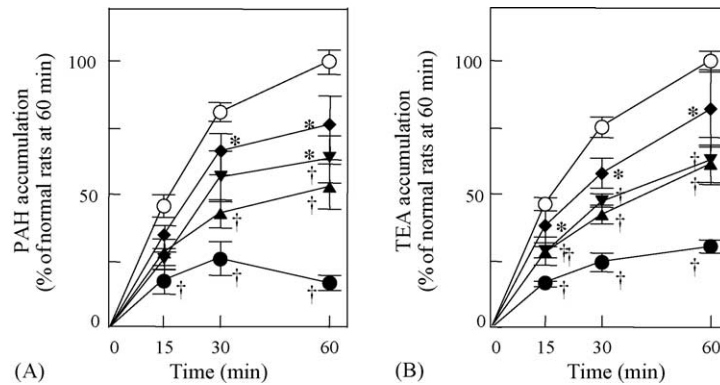 PAH accumulation
(% of normal rats at 60 min)
100
50
0
* *
* † † †
† † †
0 15 30 60
(A) Time (min)
TEA accumulation
(% of normal rats at 60 min)
100
50
0
* * *
† † † †
† † † † †
0 15 30 60
(B) Time (min)